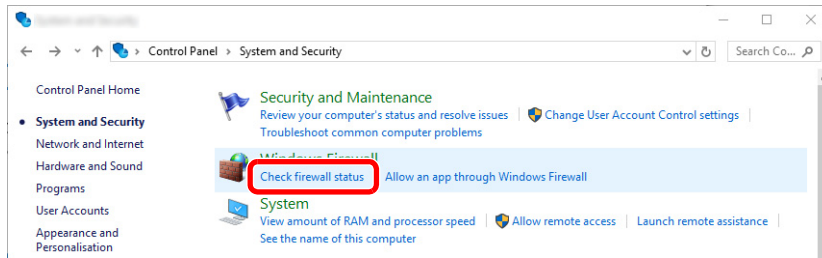 System and Security
Control Panel > System and Security
Search Co...
Control Panel Home
System and Security
Network and Internet
Hardware and Sound
Programs
User Accounts
Appearance and
Personalisation
Security and Maintenance
Review your computer's status and resolve issues
Change User Account Control settings
Troubleshoot common computer problems
Windows Firewall
Check firewall status
Allow an app through Windows Firewall
System
View amount of RAM and processor speed
Allow remote access
Launch remote assistance
See the name of this computer